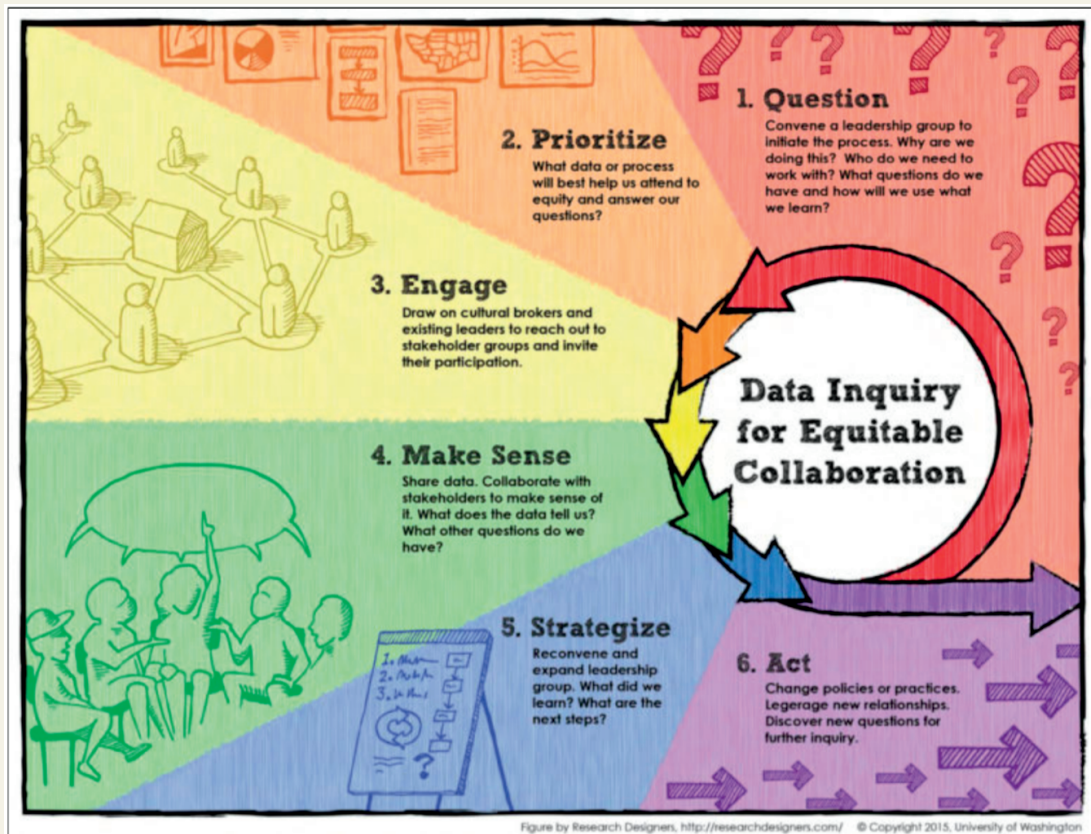 1. Question
Convene a leadership group to
initiate the process. Why are we
doing this? Who do we need to
work with? What questions do we
have and how will we use what
we learn?
2. Prioritize
What data or process
will best help us attend to
equity and answer our
questions?
3. Engage
Draw on cultural brokers and
existing leaders to reach out to
stakeholder groups and invite
their participation.
Data Inquiry
for Equitable
Collaboration
4. Make Sense
Share data. Collaborate with
stakeholders to make sense of
it. What does the data tell us?
What other questions do we
have?
5. Strategize
Reconvene and
expand leadership
group. What did we
learn? What are the
next steps?
1.
2.
3.
?
6. Act
Change policies or practices.
Legerage new relationships.
Discover new questions for
further inquiry.
Figure by Research Designers, http://researchdesigners.com/ © Copyright 2015, University of Washington